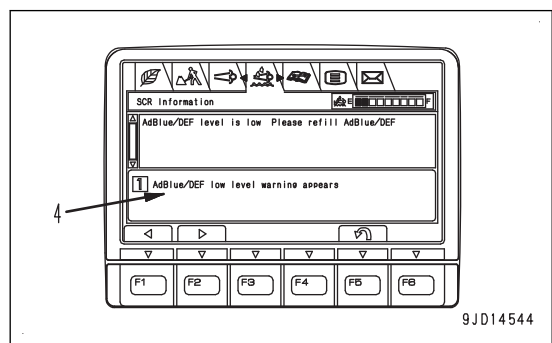 SCR Information
E F
AdBlue/DEF level is low Please refill AdBlue/DEF
1 AdBlue/DEF low level warning appears
4
F1 F2 F3 F4 F5 F6
9JD14544